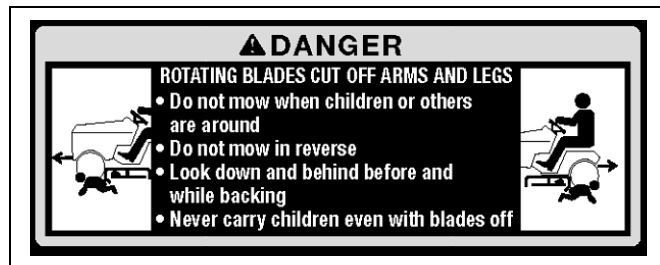 DANGER
ROTATING BLADES CUT OFF ARMS AND LEGS
• Do not mow when children or others
are around
• Do not mow in reverse
• Look down and behind before and
while backing
• Never carry children even with blades off